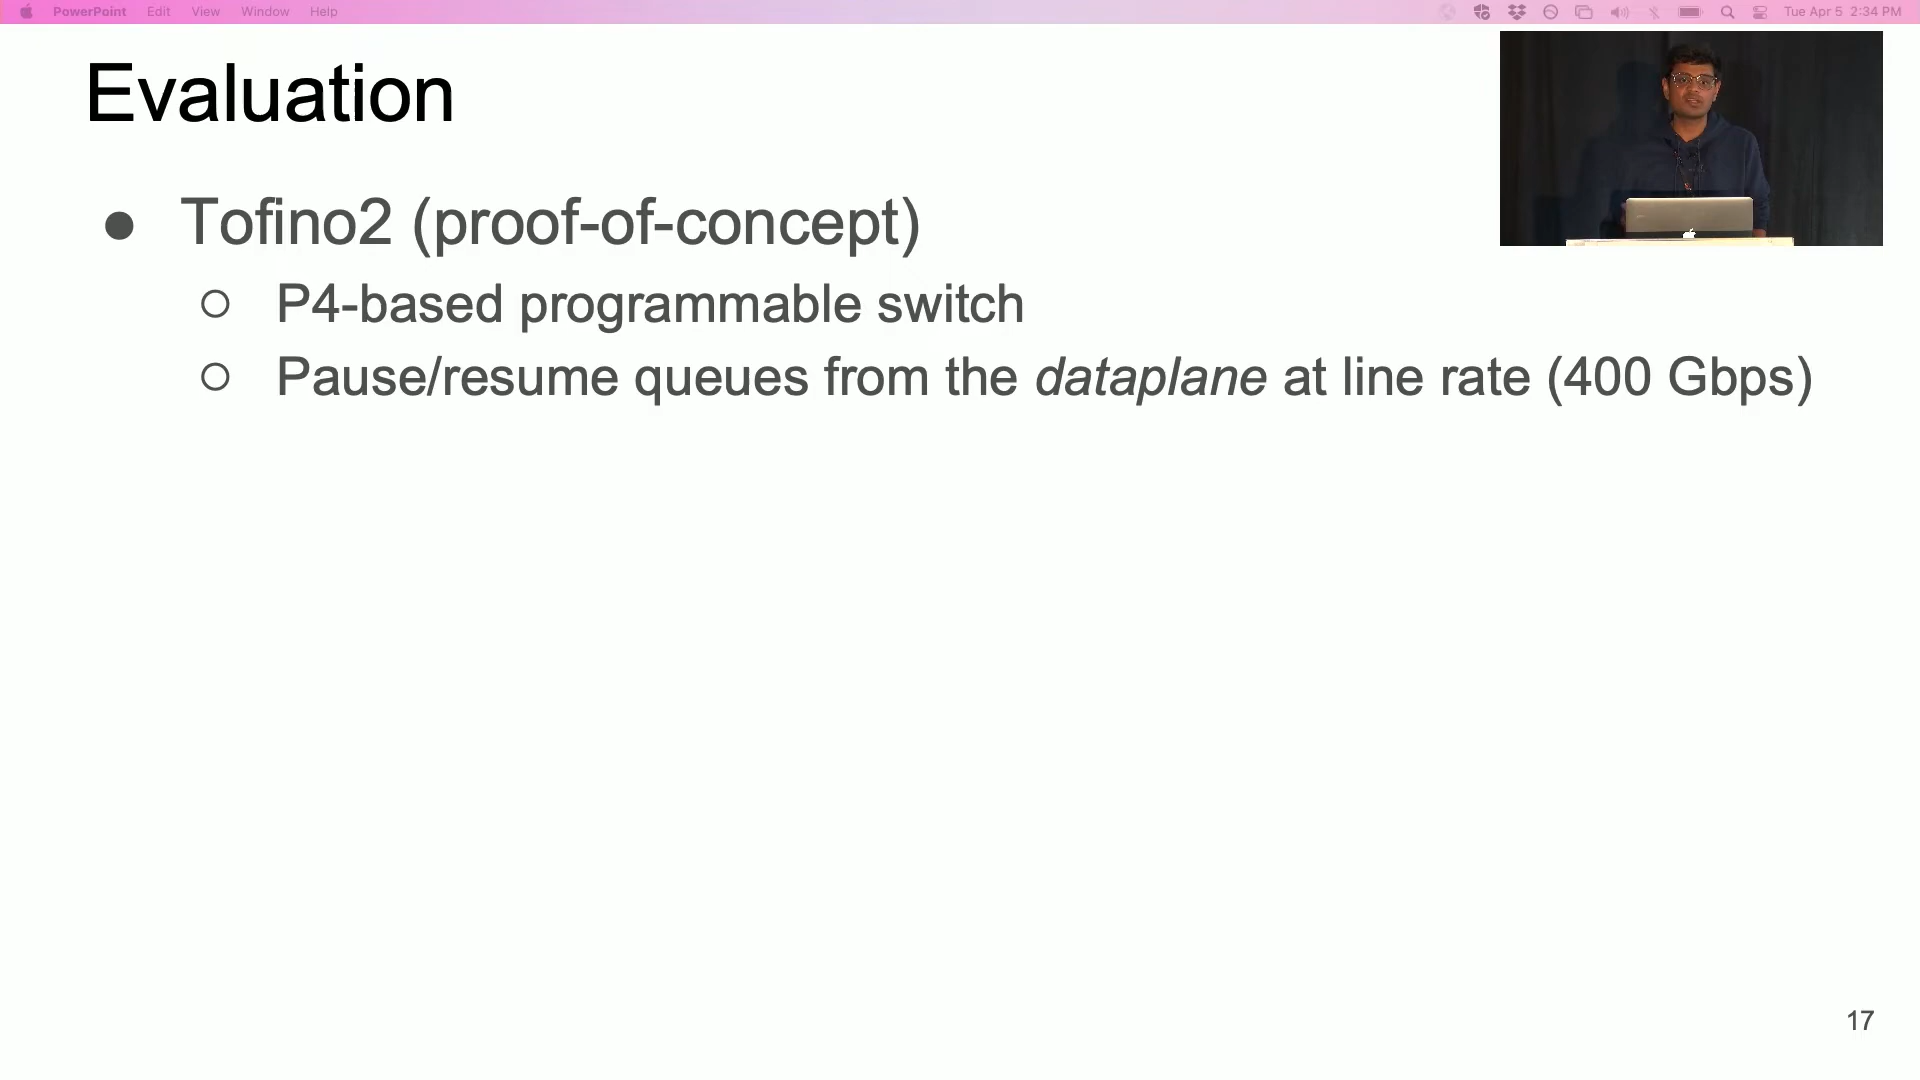 PowerPoint Edit View Window Help Tue Apr 5 2:34 PM
Evaluation
● Tofino2 (proof-of-concept)
○ P4-based programmable switch
○ Pause/resume queues from the dataplane at line rate (400 Gbps)
17